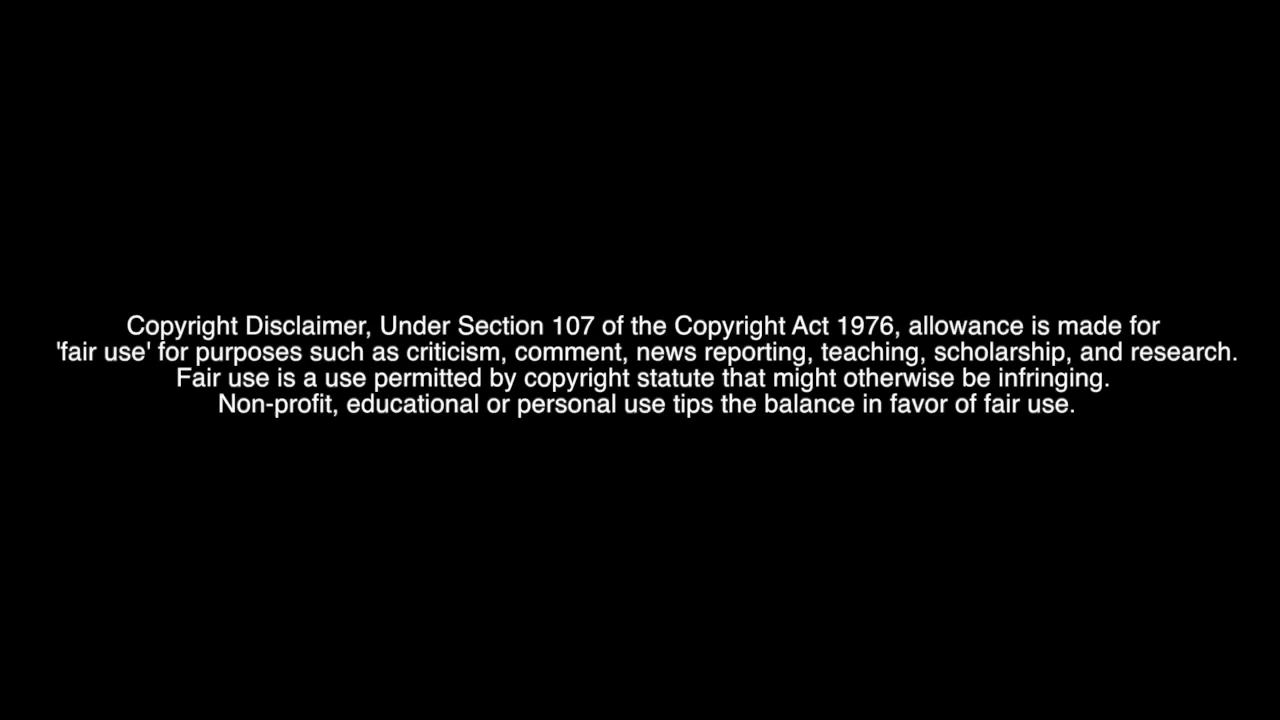 Copyright Disclaimer, Under Section 107 of the Copyright Act 1976, allowance is made for
'fair use' for purposes such as criticism, comment, news reporting, teaching, scholarship, and research.
Fair use is a use permitted by copyright statute that might otherwise be infringing.
Non-profit, educational or personal use tips the balance in favor of fair use.